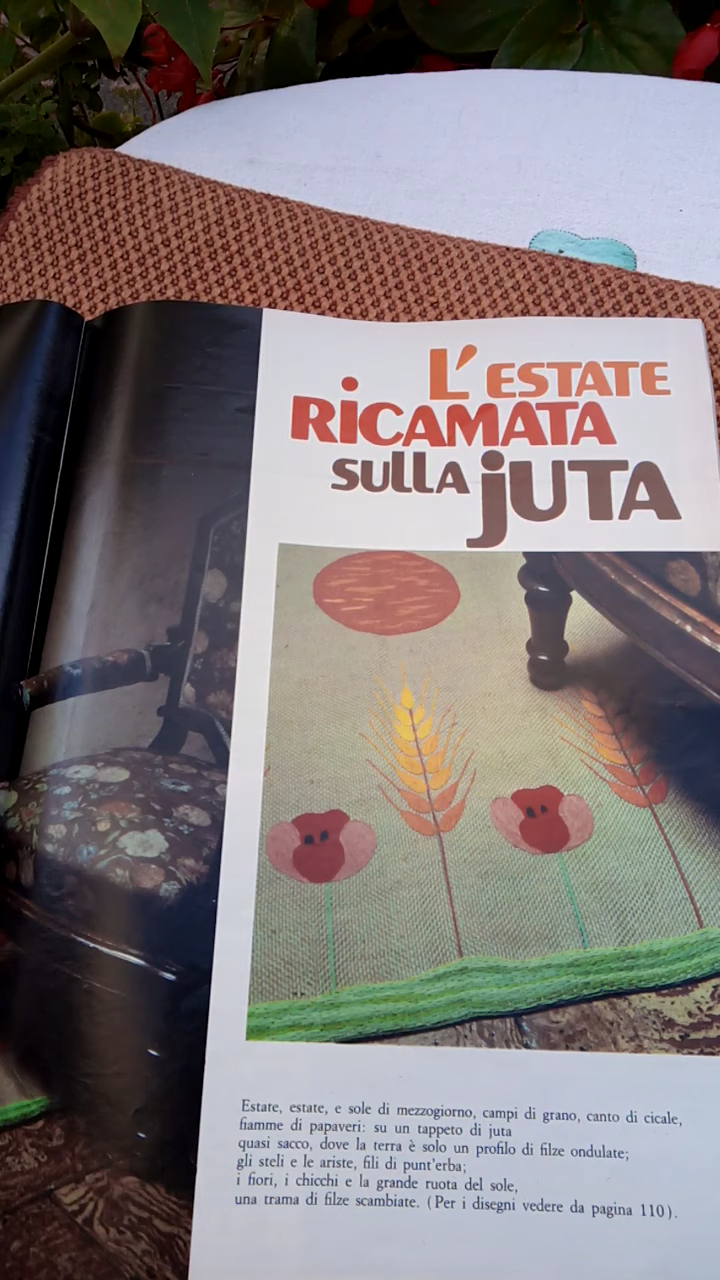 L'ESTATE
RiCAMATA
SULLA jUTA
Estate, estate, e sole di mezzogiorno, campi di grano, canto di cicale,
fiamme di papaveri: su un tappeto di juta
quasi sacco, dove la terra è solo un profilo di filze ondulate;
gli steli e le ariste, fili di punt'erba;
i fiori, i chicchi e la grande ruota del sole,
una trama di filze scambiate. (Per i disegni vedere da pagina 110).